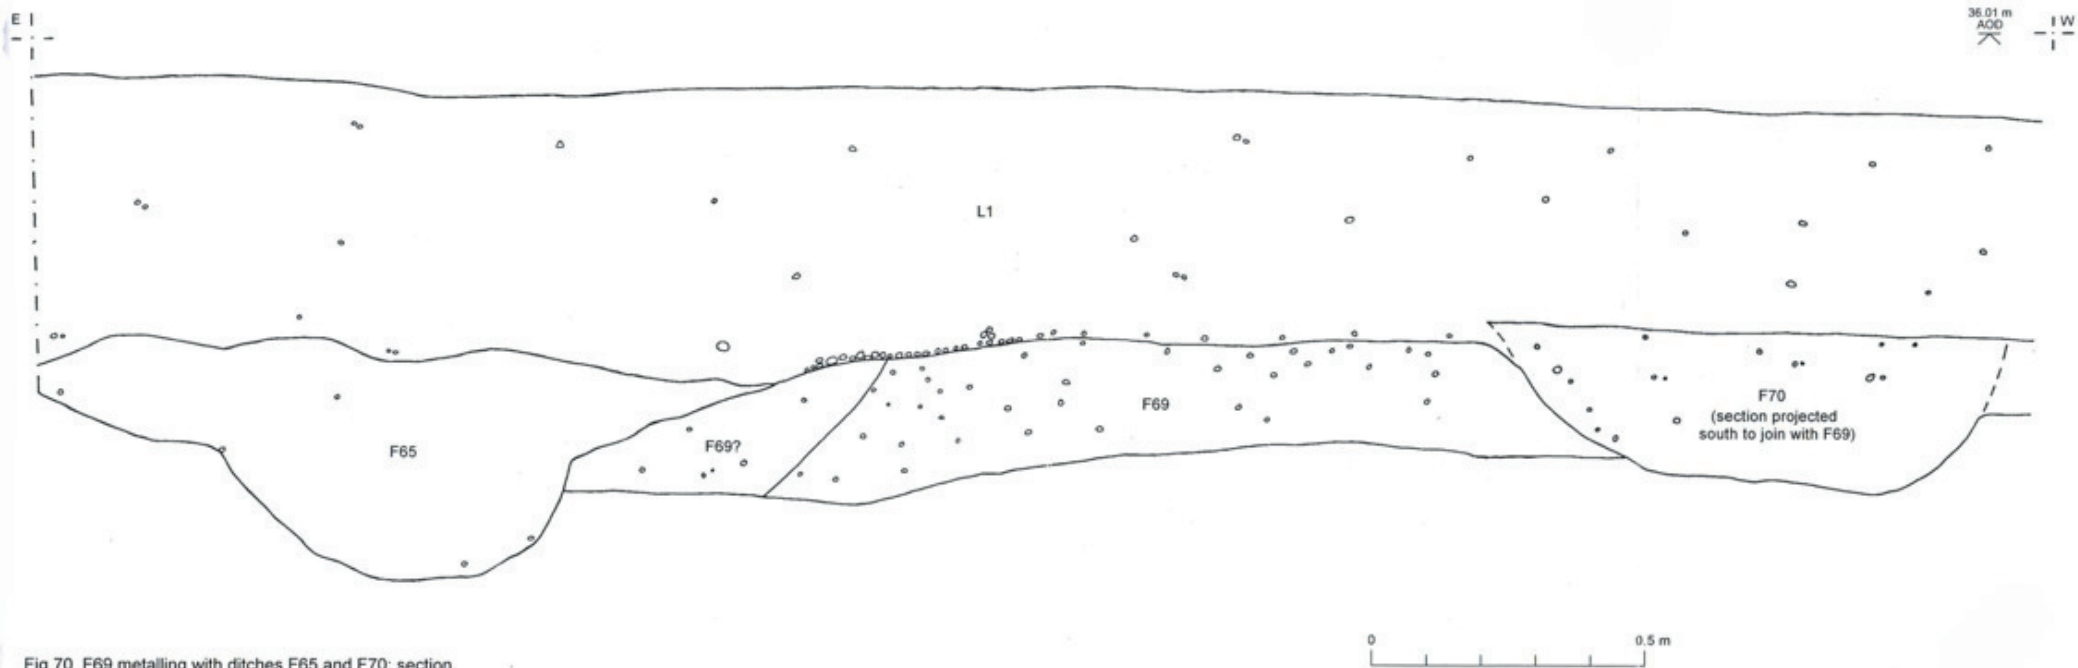 E
36.01 m
AOD
W
L1
F65
F69?
F69
F70
(section projected
south to join with F69)
0
0.5 m
Fig 70 F69 metalling with ditches F65 and F70: section